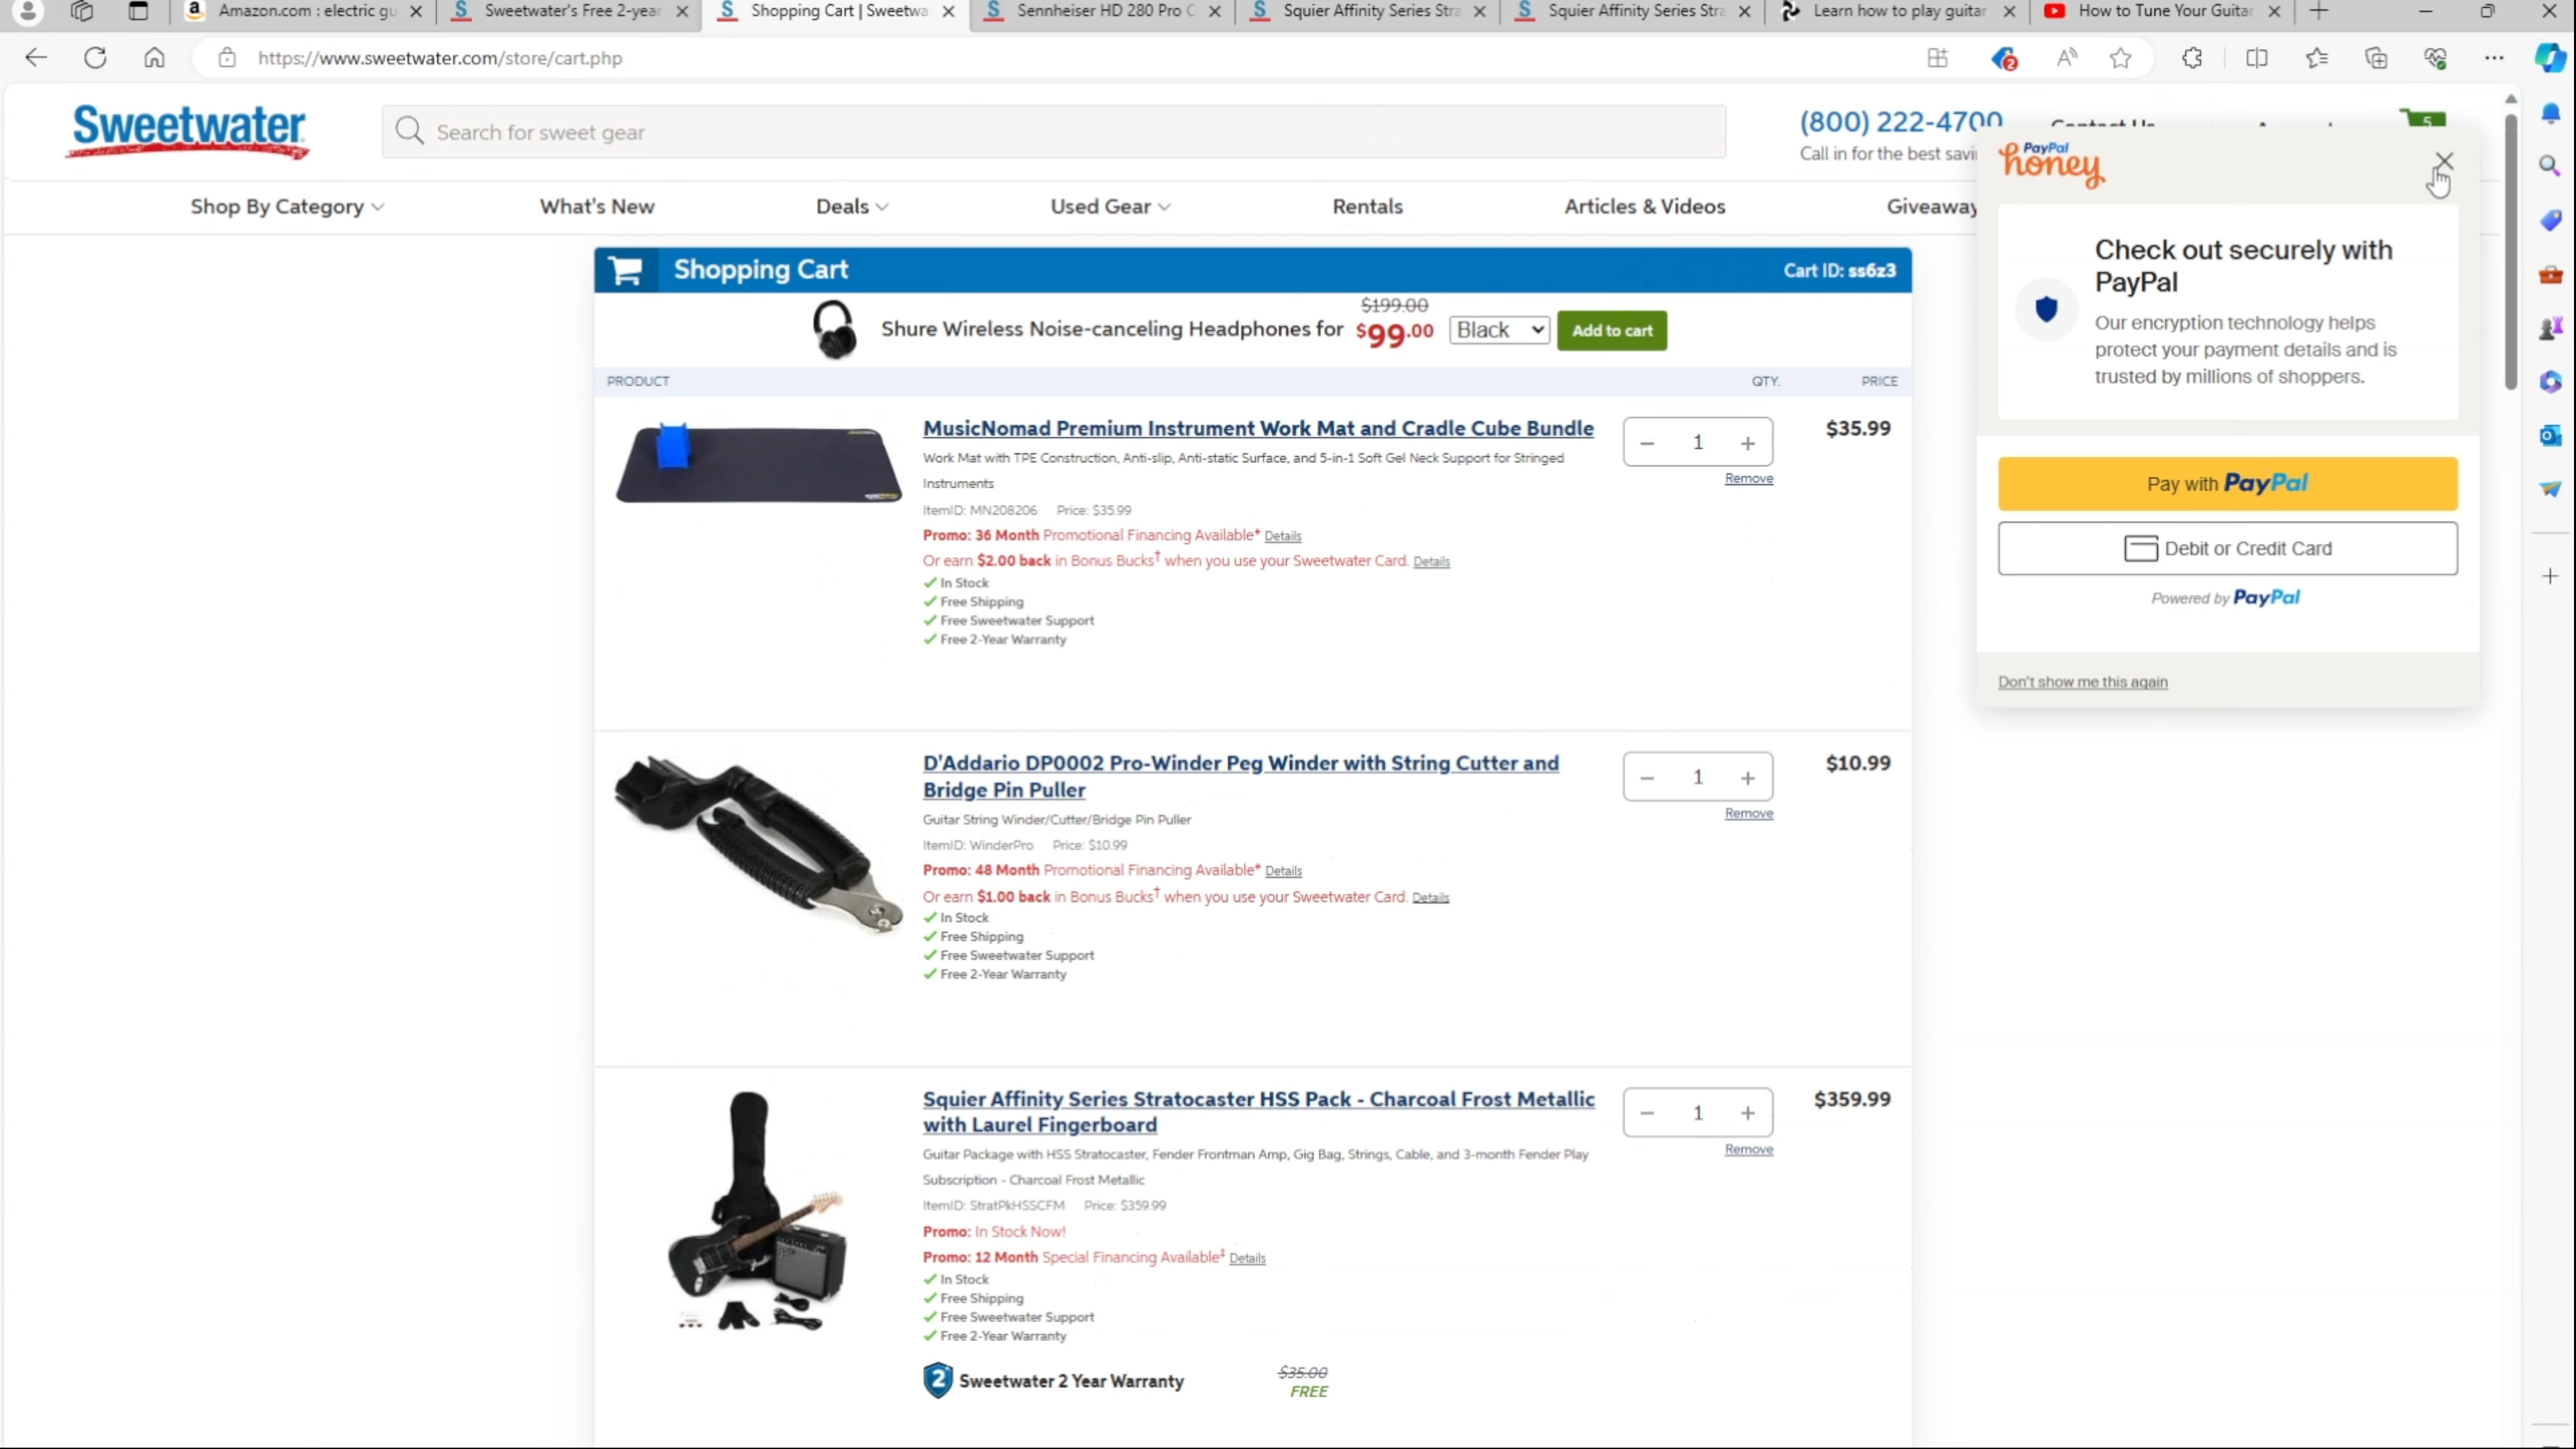 Amazon.com : electric gu
Sweetwater's Free 2-year
Shopping Cart | Sweetwa
Sennheiser HD 280 Pro C
Squier Affinity Series Stra
Squier Affinity Series Stra
Learn how to play guitar
How to Tune Your Guitar
https://www.sweetwater.com/store/cart.php
2
Sweetwater
Search for sweet gear
(800) 222-4700
Call in for the best savi
5
Shop By Category
What's New
Deals
Used Gear
Rentals
Articles & Videos
Giveaway
PayPal
honey
Check out securely with
PayPal
Our encryption technology helps
protect your payment details and is
trusted by millions of shoppers.
Pay with PayPal
Debit or Credit Card
Powered by PayPal
Don't show me this again
Shopping Cart
Cart ID: ss6z3
Shure Wireless Noise-canceling Headphones for $199.00 $99.00 Black Add to cart
PRODUCT QTY. PRICE
MusicNomad Premium Instrument Work Mat and Cradle Cube Bundle
1
$35.99
Work Mat with TPE Construction, Anti-slip, Anti-static Surface, and 5-in-1 Soft Gel Neck Support for Stringed
Instruments
Remove
ItemID: MN208206 Price: $35.99
Promo: 36 Month Promotional Financing Available* Details
Or earn $2.00 back in Bonus Bucks† when you use your Sweetwater Card. Details
In Stock
Free Shipping
Free Sweetwater Support
Free 2-Year Warranty
D'Addario DP0002 Pro-Winder Peg Winder with String Cutter and
Bridge Pin Puller
1
$10.99
Remove
Guitar String Winder/Cutter/Bridge Pin Puller
ItemID: WinderPro Price: $10.99
Promo: 48 Month Promotional Financing Available* Details
Or earn $1.00 back in Bonus Bucks† when you use your Sweetwater Card. Details
In Stock
Free Shipping
Free Sweetwater Support
Free 2-Year Warranty
Squier Affinity Series Stratocaster HSS Pack - Charcoal Frost Metallic
with Laurel Fingerboard
1
$359.99
Remove
Guitar Package with HSS Stratocaster, Fender Frontman Amp, Gig Bag, Strings, Cable, and 3-month Fender Play
Subscription - Charcoal Frost Metallic
ItemID: StratPkHSSCFM Price: $359.99
Promo: In Stock Now!
Promo: 12 Month Special Financing Available‡ Details
In Stock
Free Shipping
Free Sweetwater Support
Free 2-Year Warranty
2 Sweetwater 2 Year Warranty $35.00
FREE